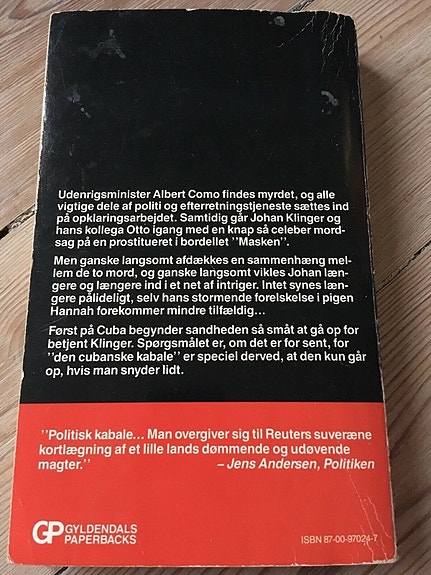 Udenrigsminister Albert Como findes myrdet, og alle
vigtige dele af politi og efterretningstjeneste sættes ind
på opklaringsarbejdet. Samtidig går Johan Klinger og
hans kollega Otto igang med en knap så celeber mord-
sag på en prostitueret i bordellet "Masken".
Men ganske langsomt afdækkes en sammenhæng mel-
lem de to mord, og ganske langsomt vikles Johan læn-
gere og længere ind i et net af intriger. Intet synes læn-
gere pålideligt, selv hans stormende forelskelse i pigen
Hannah forekommer mindre tilfældig...
Først på Cuba begynder sandheden så småt at gå op for
betjent Klinger. Spørgsmålet er, om det er for sent, for
"den cubanske kabale" er speciel derved, at den kun går
op, hvis man snyder lidt.
"Politisk kabale... Man overgiver sig til Reuters suveræne
kortlægning af et lille lands dømmende og udøvende
magter." – Jens Andersen, Politiken
GP GYLDENDALS
PAPERBACKS
ISBN 87-00-97024-7